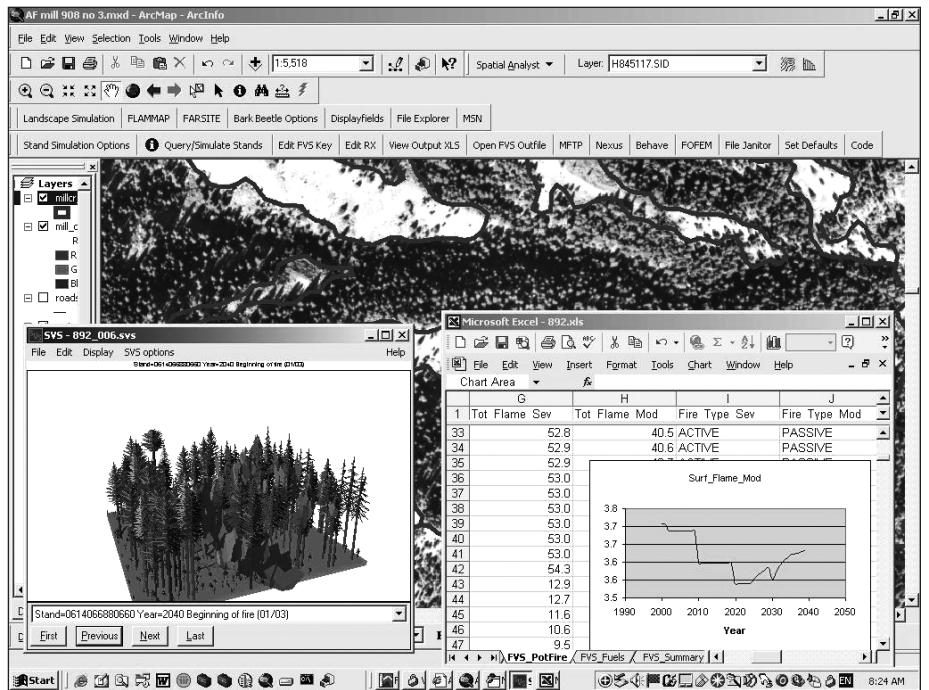 AF mill 908 no 3.mxd - ArcMap - ArcInfo
File Edit View Selection Tools Window Help
1:5,518 Spatial Analyst Layer: H845117.SID
Landscape Simulation FLAMMAP FARSITE Bark Beetle Options Displayfields File Explorer MSN
Stand Simulation Options Query/Simulate Stands Edit FVS Key Edit RX View Output XLS Open FVS Outfile MFTP Nexus Behave FOFEM File Janitor Set Defaults Code
Layers
millcr
mill_c
R
R
G
Bl
roads
SVS - 892_006.svs
File Edit Display SVS options Help
Stand=0614066880660 Year=2040 Beginning of fire (01/03)
Stand=0614066880660 Year=2040 Beginning of fire (01/03)
First Previous Next Last
Microsoft Excel - 892.xls
File Edit View Insert Format Tools Chart Window Help
Chart Area fx
G H I J
1 Tot Flame Sev Tot Flame Mod Fire Type Sev Fire Type Mod
33 52.8 40.5 ACTIVE PASSIVE
34 52.9 40.6 ACTIVE PASSIVE
35 52.9
36 53.0
37 53.0
38 53.0
39 53.0
40 53.0
41 53.0
42 54.3
43 12.9
44 12.7
45 11.6
46 10.6
47 9.5
Surf_Flame_Mod
3.8
3.7
3.7
3.6
3.6
3.5
1990 2000 2010 2020 2030 2040 2050
Year
FVS_PotFire FVS_Fuels FVS_Summary
Start EN 8:24 AM